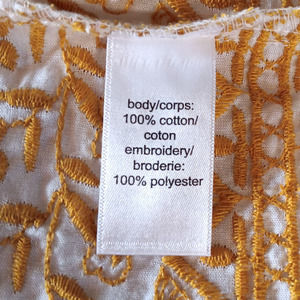 body/corps:
100% cotton/
coton
embroidery/
broderie:
100% polyester